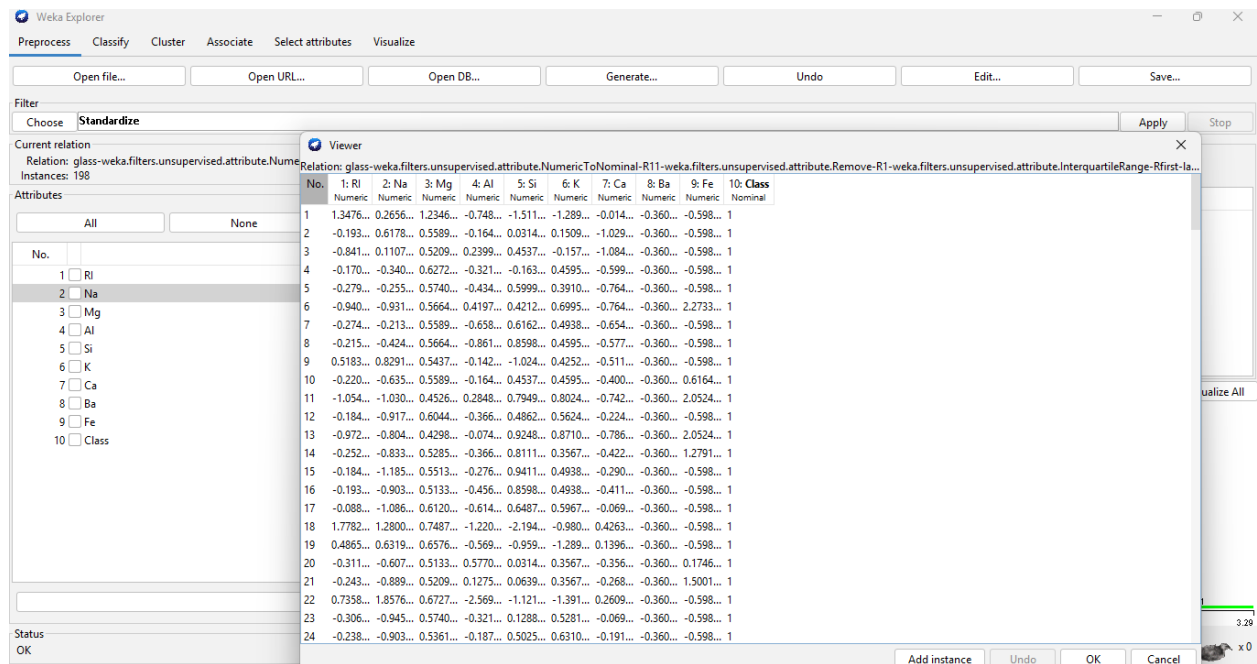 Weka Explorer
Preprocess Classify Cluster Associate Select attributes Visualize
Open file... Open URL... Open DB... Generate... Undo Edit... Save...
Filter
Choose Standardize Apply Stop
Current relation
Relation: glass-weka.filters.unsupervised.attribute.Nume
Instances: 198
Attributes
All None
No.
1 RI
2 Na
3 Mg
4 Al
5 Si
6 K
7 Ca
8 Ba
9 Fe
10 Class
Status
OK
Viewer
Relation: glass-weka.filters.unsupervised.attribute.NumericToNominal-R11-weka.filters.unsupervised.attribute.Remove-R1-weka.filters.unsupervised.attribute.InterquartileRange-Rfirst-la...
No. 1: RI 2: Na 3: Mg 4: Al 5: Si 6: K 7: Ca 8: Ba 9: Fe 10: Class
Numeric Numeric Numeric Numeric Numeric Numeric Numeric Numeric Numeric Nominal
1 1.3476... 0.2656... 1.2346... -0.748... -1.511... -1.289... -0.014... -0.360... -0.598... 1
2 -0.193... 0.6178... 0.5589... -0.164... 0.0314... 0.1509... -1.029... -0.360... -0.598... 1
3 -0.841... 0.1107... 0.5209... 0.2399... 0.4537... -0.157... -1.084... -0.360... -0.598... 1
4 -0.170... -0.340... 0.6272... -0.321... -0.163... 0.4595... -0.599... -0.360... -0.598... 1
5 -0.279... -0.255... 0.5740... -0.434... 0.5999... 0.3910... -0.764... -0.360... -0.598... 1
6 -0.940... -0.931... 0.5664... 0.4197... 0.4212... 0.6995... -0.764... -0.360... 2.2733... 1
7 -0.274... -0.213... 0.5589... -0.658... 0.6162... 0.4938... -0.654... -0.360... -0.598... 1
8 -0.215... -0.424... 0.5664... -0.861... 0.8598... 0.4595... -0.577... -0.360... -0.598... 1
9 0.5183... 0.8291... 0.5437... -0.142... -1.024... 0.4252... -0.511... -0.360... -0.598... 1
10 -0.220... -0.635... 0.5589... -0.164... 0.4537... 0.4595... -0.400... -0.360... 0.6164... 1
11 -1.054... -1.030... 0.4526... 0.2848... 0.7949... 0.8024... -0.742... -0.360... 2.0524... 1
12 -0.184... -0.917... 0.6044... -0.366... 0.4862... 0.5624... -0.224... -0.360... -0.598... 1
13 -0.972... -0.804... 0.4298... -0.074... 0.9248... 0.8710... -0.786... -0.360... 2.0524... 1
14 -0.252... -0.833... 0.5285... -0.366... 0.8111... 0.3567... -0.422... -0.360... 1.2791... 1
15 -0.184... -1.185... 0.5513... -0.276... 0.9411... 0.4938... -0.290... -0.360... -0.598... 1
16 -0.193... -0.903... 0.5133... -0.456... 0.8598... 0.4938... -0.411... -0.360... -0.598... 1
17 -0.088... -1.086... 0.6120... -0.614... 0.6487... 0.5967... -0.069... -0.360... -0.598... 1
18 1.7782... 1.2800... 0.7487... -1.220... -2.194... -0.980... 0.4263... -0.360... -0.598... 1
19 0.4865... 0.6319... 0.6576... -0.569... -0.959... -1.289... 0.1396... -0.360... -0.598... 1
20 -0.311... -0.607... 0.5133... 0.5770... 0.0314... 0.3567... -0.356... -0.360... 0.1746... 1
21 -0.243... -0.889... 0.5209... 0.1275... 0.0639... 0.3567... -0.268... -0.360... 1.5001... 1
22 0.7358... 1.8576... 0.6727... -2.569... -1.121... -1.391... 0.2609... -0.360... -0.598... 1
23 -0.306... -0.945... 0.5740... -0.321... 0.1288... 0.5281... -0.069... -0.360... -0.598... 1
24 -0.238... -0.903... 0.5361... -0.187... 0.5025... 0.6310... -0.191... -0.360... -0.598... 1
Add instance Undo OK Cancel
ualize All
3.29
x 0